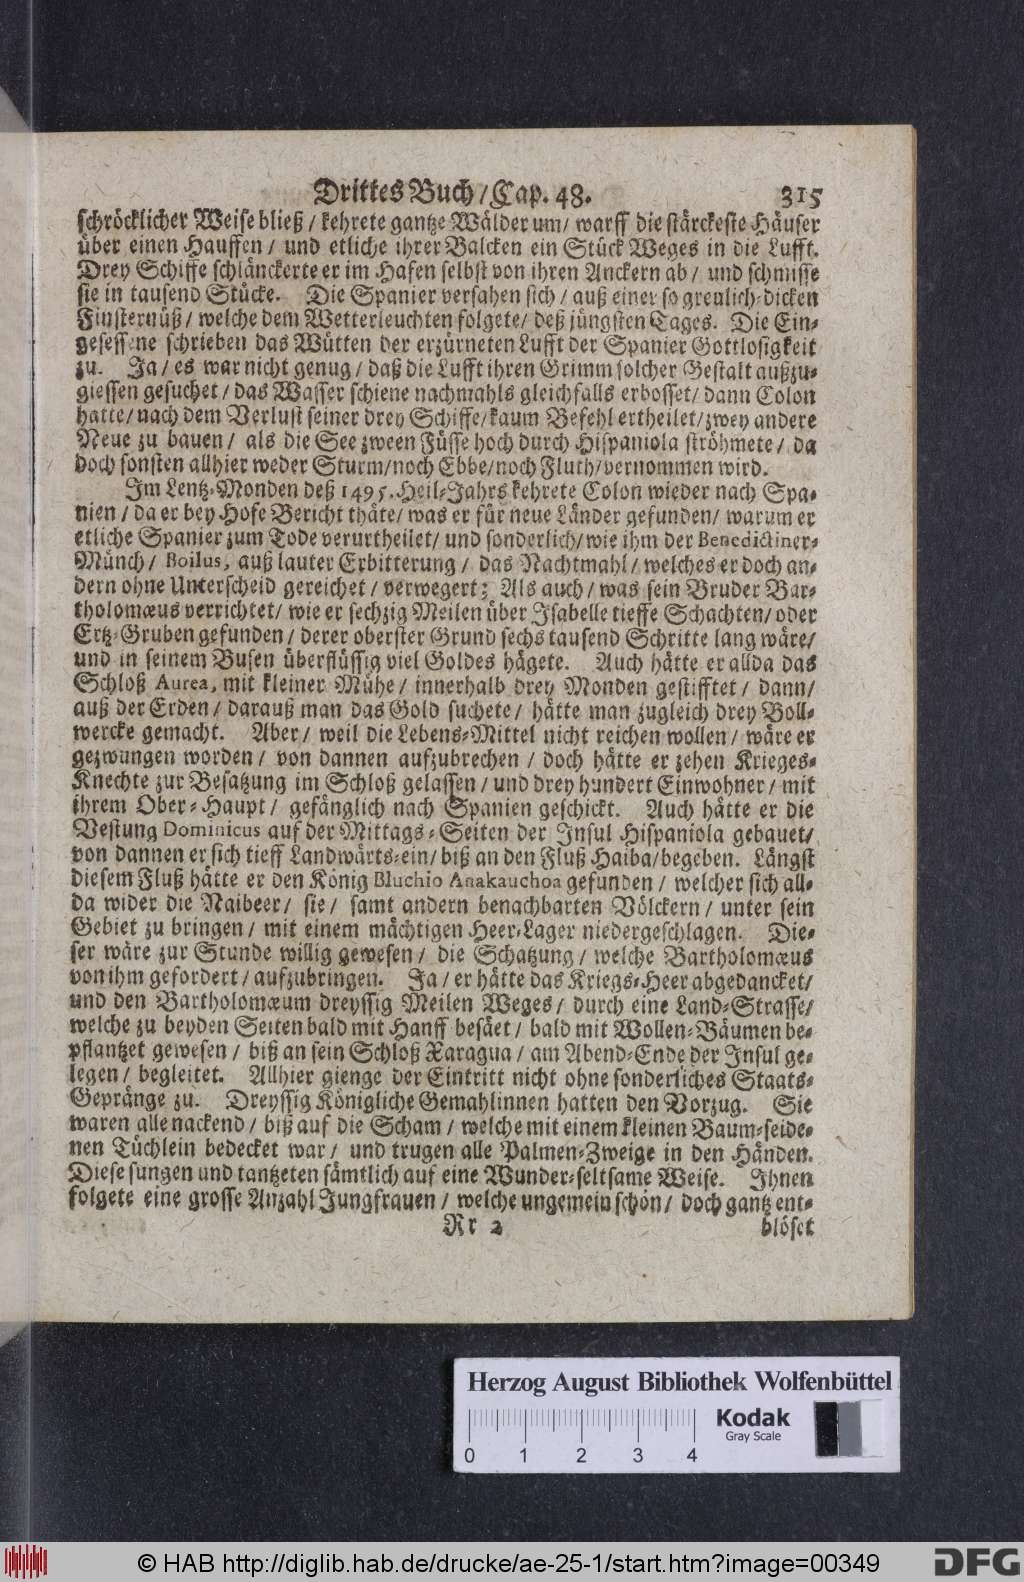 Drittes Buch / Cap. 48. 315
schröcklicher Weise bließ / kehrete gantze Wälder um / warff die stärckeste Häuser
über einen Hauffen / und etliche ihrer Balcken ein Stück Weges in die Lufft.
Drey Schiffe schlänckerte er im Hafen selbst von ihren Anckern ab / und schmisse
sie in tausend Stücke. Die Spanier versahen sich / auß einer so greulich-dicken
Finsternüß / welche dem Wetterleuchten folgete / deß jüngsten Tages. Die Ein-
gesessene schrieben das Wütten der erzürneten Lufft der Spanier Gottlosigkeit
zu. Ja / es war nicht genug / daß die Lufft ihren Grimm solcher Gestalt außzu-
giessen gesuchet / das Wasser schiene nachmahls gleichfalls erbosset / dann Colon
hatte / nach dem Verlust seiner drey Schiffe / kaum Befehl ertheilet / zwey andere
Neue zu bauen / als die See zween Füsse hoch durch Hispaniola ströhmete / da
doch sonsten allhier weder Sturm / noch Ebbe / noch Fluth / vernommen wird.
Im Lentz-Monden deß 1495. Heil-Jahrs kehrete Colon wieder nach Spa-
nien / da er bey Hofe Bericht thäte / was er für neue Länder gefunden / warum er
etliche Spanier zum Tode verurtheilet / und sonderlich / wie ihm der Benedictiner-
Münch / Boilus, auß lauter Erbitterung / das Nachtmahl / welches er doch an-
dern ohne Unterscheid gereichet / verwegert; Als auch / was sein Bruder Bar-
tholomæus verrichtet / wie er sechzig Meilen über Isabelle tieffe Schachten / oder
Ertz-Gruben gefunden / derer oberster Grund sechs tausend Schritte lang wäre /
und in seinem Busen überflüssig viel Goldes hägete. Auch hätte er allda das
Schloß Aurea, mit kleiner Mühe / innerhalb drey Monden gestifftet / dann /
auß der Erden / darauß man das Gold suchete / hätte man zugleich drey Boll-
wercke gemacht. Aber / weil die Lebens-Mittel nicht reichen wollen / wäre er
gezwungen worden / von dannen aufzubrechen / doch hätte er zehen Krieges-
Knechte zur Besatzung im Schloß gelassen / und drey hundert Einwohner / mit
ihrem Ober-Haupt / gefänglich nach Spanien geschickt. Auch hätte er die
Vestung Dominicus auf der Mittags-Seiten der Insul Hispaniola gebauet /
von dannen er sich tieff Landwärts-ein / biß an den Fluß Haiba / begeben. Längst
diesem Fluß hätte er den König Bluchio Anakauchoa gefunden / welcher sich all-
da wider die Naibeer / sie / samt andern benachbarten Völckern / unter sein
Gebiet zu bringen / mit einem mächtigen Heer-Lager niedergeschlagen. Die-
ser wäre zur Stunde willig gewesen / die Schatzung / welche Bartholomæus
von ihm gefordert / aufzubringen. Ja / er hätte das Kriegs-Heer abgedancket /
und den Bartholomæum dreyssig Meilen Weges / durch eine Land-Strasse /
welche zu beyden Seiten bald mit Hanff besäet / bald mit Wollen-Bäumen be-
pflantzet gewesen / biß an sein Schloß Xaragua / am Abend-Ende der Insul ge-
legen / begleitet. Allhier gienge der Eintritt nicht ohne sonderliches Staats-
Gepränge zu. Dreyssig Königliche Gemahlinnen hatten den Vorzug. Sie
waren alle nackend / biß auf die Scham / welche mit einem kleinen Baum-seide-
nen Tüchlein bedecket war / und trugen alle Palmen-Zweige in den Händen.
Diese sungen und tantzeten sämtlich auf eine Wunder-seltsame Weise. Ihnen
folgete eine grosse Anzahl Jungfrauen / welche ungemein schön / doch gantz ent-
Rr 2 blöset
Herzog August Bibliothek Wolfenbüttel
Kodak
Gray Scale
0 1 2 3 4
© HAB http://diglib.hab.de/drucke/ae-25-1/start.htm?image=00349
DFG